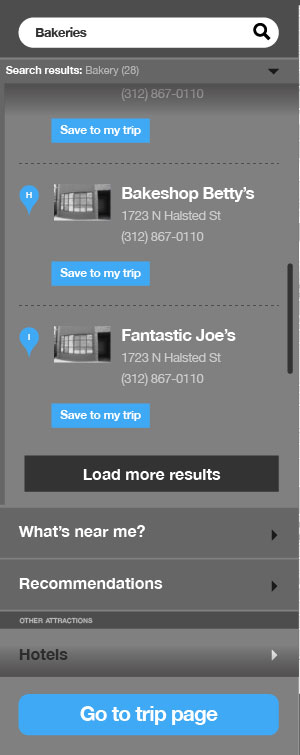 Bakeries
Search results: Bakery (28)
(312) 867-0110
Save to my trip
H
Bakeshop Betty's
1723 N Halsted St
(312) 867-0110
Save to my trip
I
Fantastic Joe's
1723 N Halsted St
(312) 867-0110
Save to my trip
Load more results
What's near me?
Recommendations
OTHER ATTRACTIONS
Hotels
Go to trip page